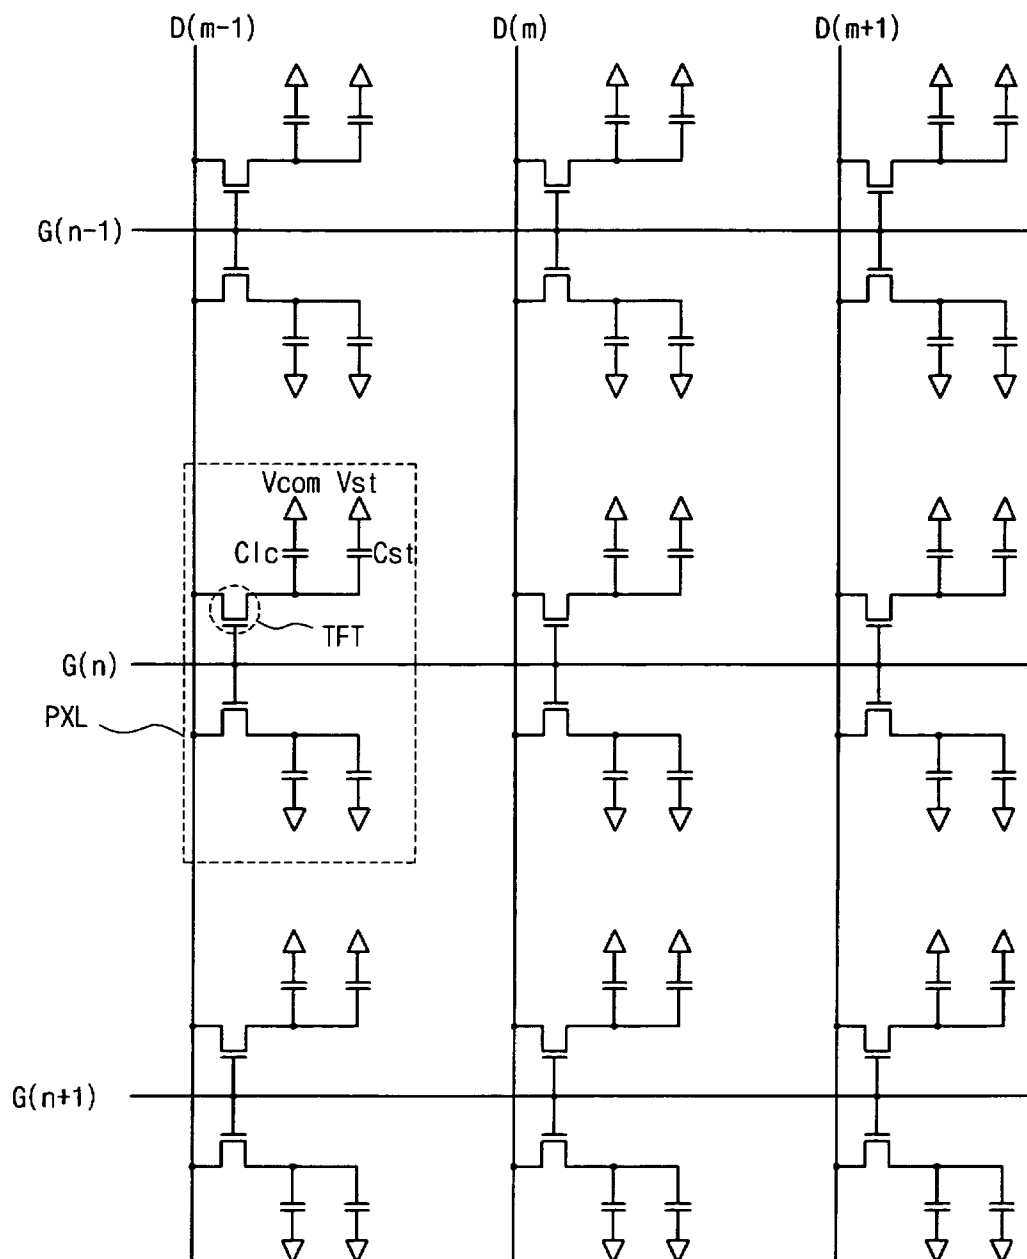 D(m-1) D(m) D(m+1)
G(n-1)
Vcom Vst
Clc Cst
TFT
G(n)
PXL
G(n+1)